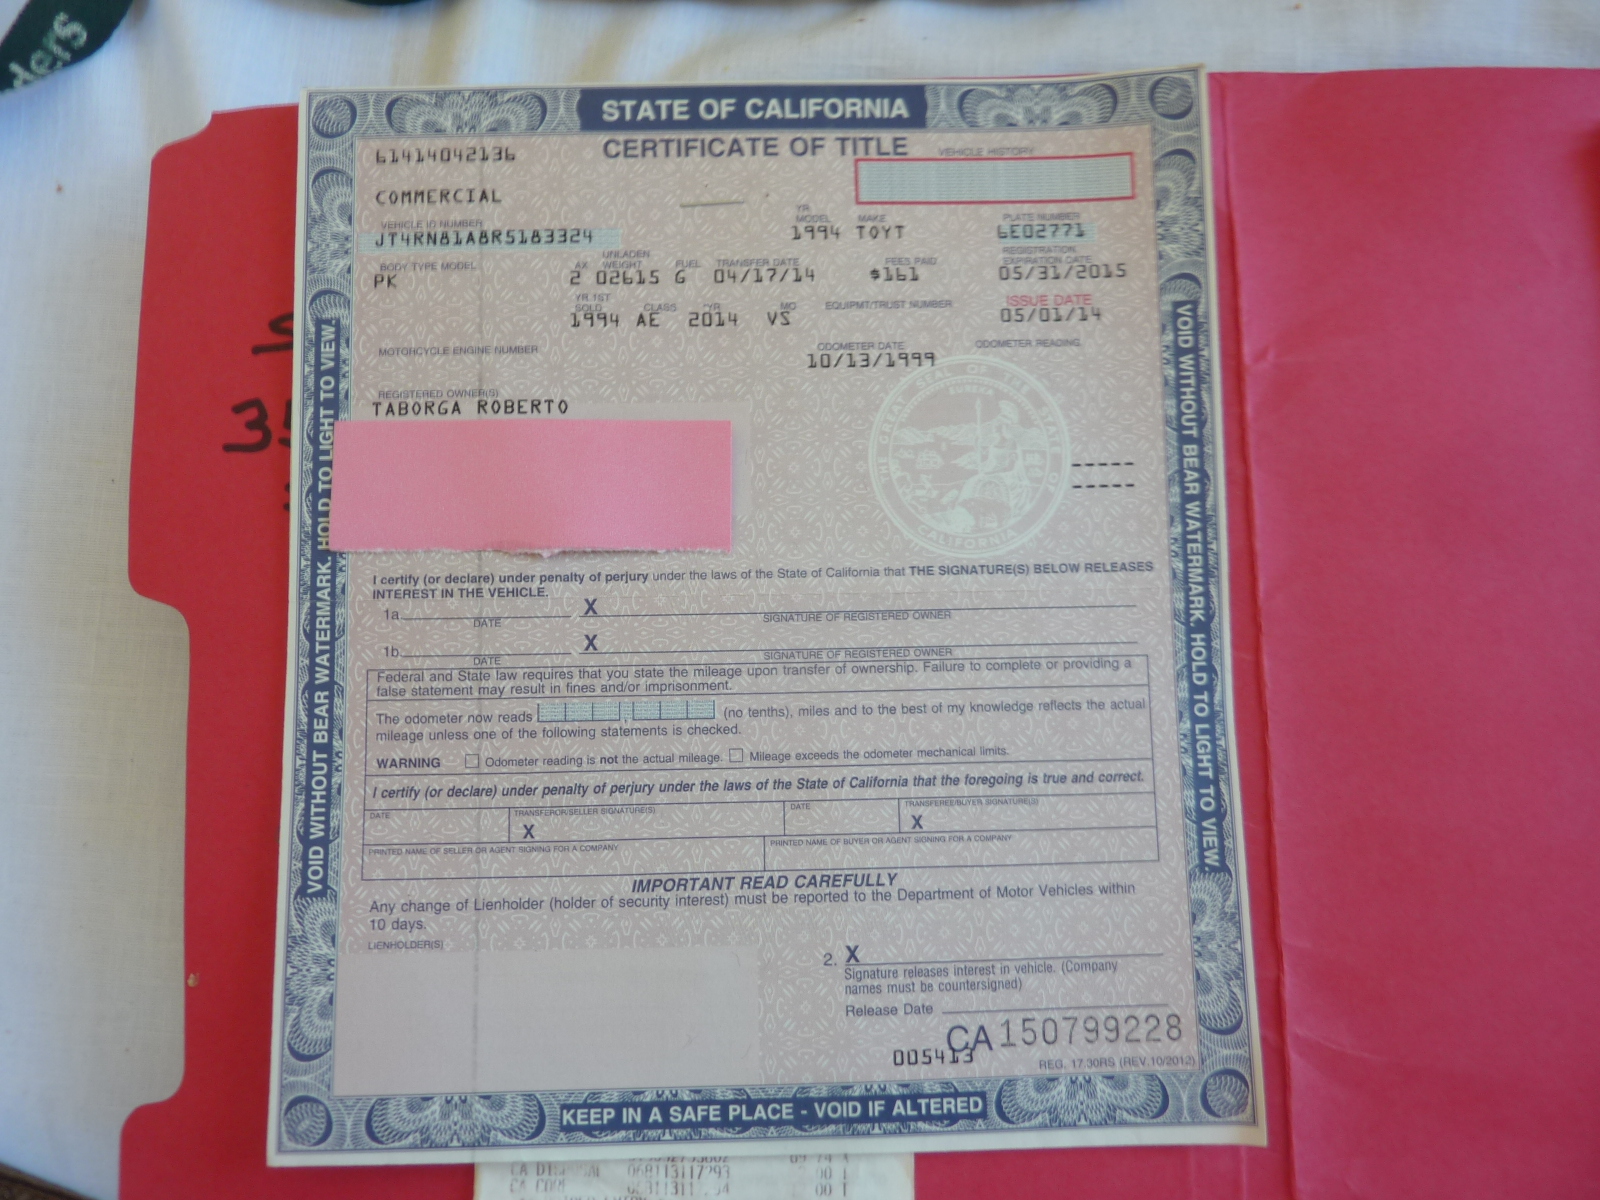 ders
STATE OF CALIFORNIA
CERTIFICATE OF TITLE
VEHICLE HISTORY
61414042136
COMMERCIAL
VEHICLE ID NUMBER
YR. MODEL MAKE PLATE NUMBER
JT4RN81A8R5183324 1994 TOYT 6E02771
BODY TYPE MODEL AX UNLADEN WEIGHT FUEL TRANSFER DATE FEES PAID REGISTRATION EXPIRATION DATE
PK 2 02615 G 04/17/14 $161 05/31/2015
YR. 1ST SOLD CLASS YR MO EQUIPMT/TRUST NUMBER ISSUE DATE
1994 AE 2014 VS 05/01/14
MOTORCYCLE ENGINE NUMBER ODOMETER DATE ODOMETER READING
10/13/1999
REGISTERED OWNER(S)
TABORGA ROBERTO
CALIFORNIA
I certify (or declare) under penalty of perjury under the laws of the State of California that THE SIGNATURE(S) BELOW RELEASES
INTEREST IN THE VEHICLE.
1a. X
DATE SIGNATURE OF REGISTERED OWNER
1b. X
DATE SIGNATURE OF REGISTERED OWNER
Federal and State law requires that you state the mileage upon transfer of ownership. Failure to complete or providing a
false statement may result in fines and/or imprisonment.
The odometer now reads , (no tenths), miles and to the best of my knowledge reflects the actual
mileage unless one of the following statements is checked.
WARNING Odometer reading is not the actual mileage. Mileage exceeds the odometer mechanical limits.
I certify (or declare) under penalty of perjury under the laws of the State of California that the foregoing is true and correct.
DATE TRANSFEROR/SELLER SIGNATURE(S) DATE TRANSFEREE/BUYER SIGNATURE(S)
X X
PRINTED NAME OF SELLER OR AGENT SIGNING FOR A COMPANY PRINTED NAME OF BUYER OR AGENT SIGNING FOR A COMPANY
IMPORTANT READ CAREFULLY
Any change of Lienholder (holder of security interest) must be reported to the Department of Motor Vehicles within
10 days.
LIENHOLDER(S)
2. X
Signature releases interest in vehicle. (Company
names must be countersigned)
Release Date
CA150799228
005413
REG. 17.30RS (REV.10/2012)
KEEP IN A SAFE PLACE - VOID IF ALTERED
VOID WITHOUT BEAR WATERMARK. HOLD TO LIGHT TO VIEW.
VOID WITHOUT BEAR WATERMARK. HOLD TO LIGHT TO VIEW.
068113117293